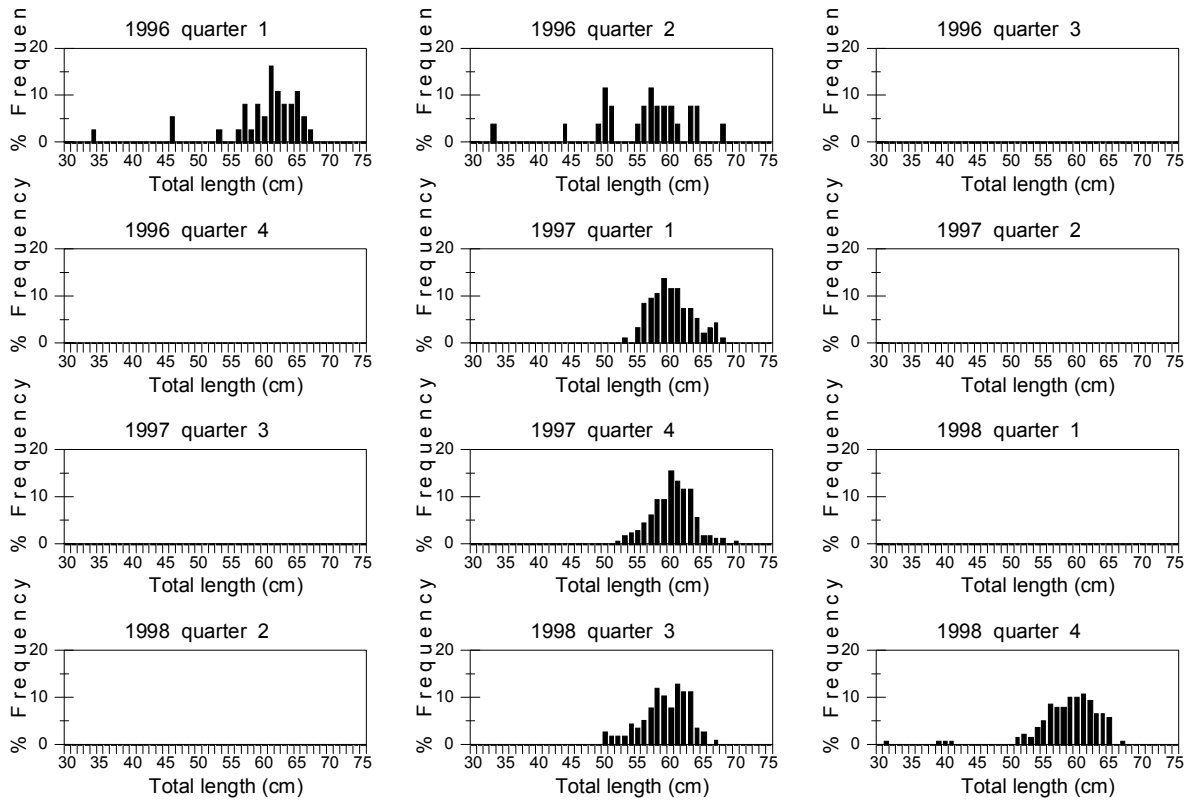 1996 quarter 1
1996 quarter 2
1996 quarter 3
% Frequen
20
10
0
30 35 40 45 50 55 60 65 70 75
Total length (cm)
% Frequen
20
10
0
30 35 40 45 50 55 60 65 70 75
Total length (cm)
% Frequen
20
10
0
30 35 40 45 50 55 60 65 70 75
Total length (cm)
1996 quarter 4
1997 quarter 1
1997 quarter 2
% Frequency
20
10
0
30 35 40 45 50 55 60 65 70 75
Total length (cm)
% Frequency
20
10
0
30 35 40 45 50 55 60 65 70 75
Total length (cm)
% Frequency
20
10
0
30 35 40 45 50 55 60 65 70 75
Total length (cm)
1997 quarter 3
1997 quarter 4
1998 quarter 1
% Frequency
20
10
0
30 35 40 45 50 55 60 65 70 75
Total length (cm)
% Frequency
20
10
0
30 35 40 45 50 55 60 65 70 75
Total length (cm)
% Frequency
20
10
0
30 35 40 45 50 55 60 65 70 75
Total length (cm)
1998 quarter 2
1998 quarter 3
1998 quarter 4
% Frequency
20
10
0
30 35 40 45 50 55 60 65 70 75
Total length (cm)
% Frequency
20
10
0
30 35 40 45 50 55 60 65 70 75
Total length (cm)
% Frequency
20
10
0
30 35 40 45 50 55 60 65 70 75
Total length (cm)